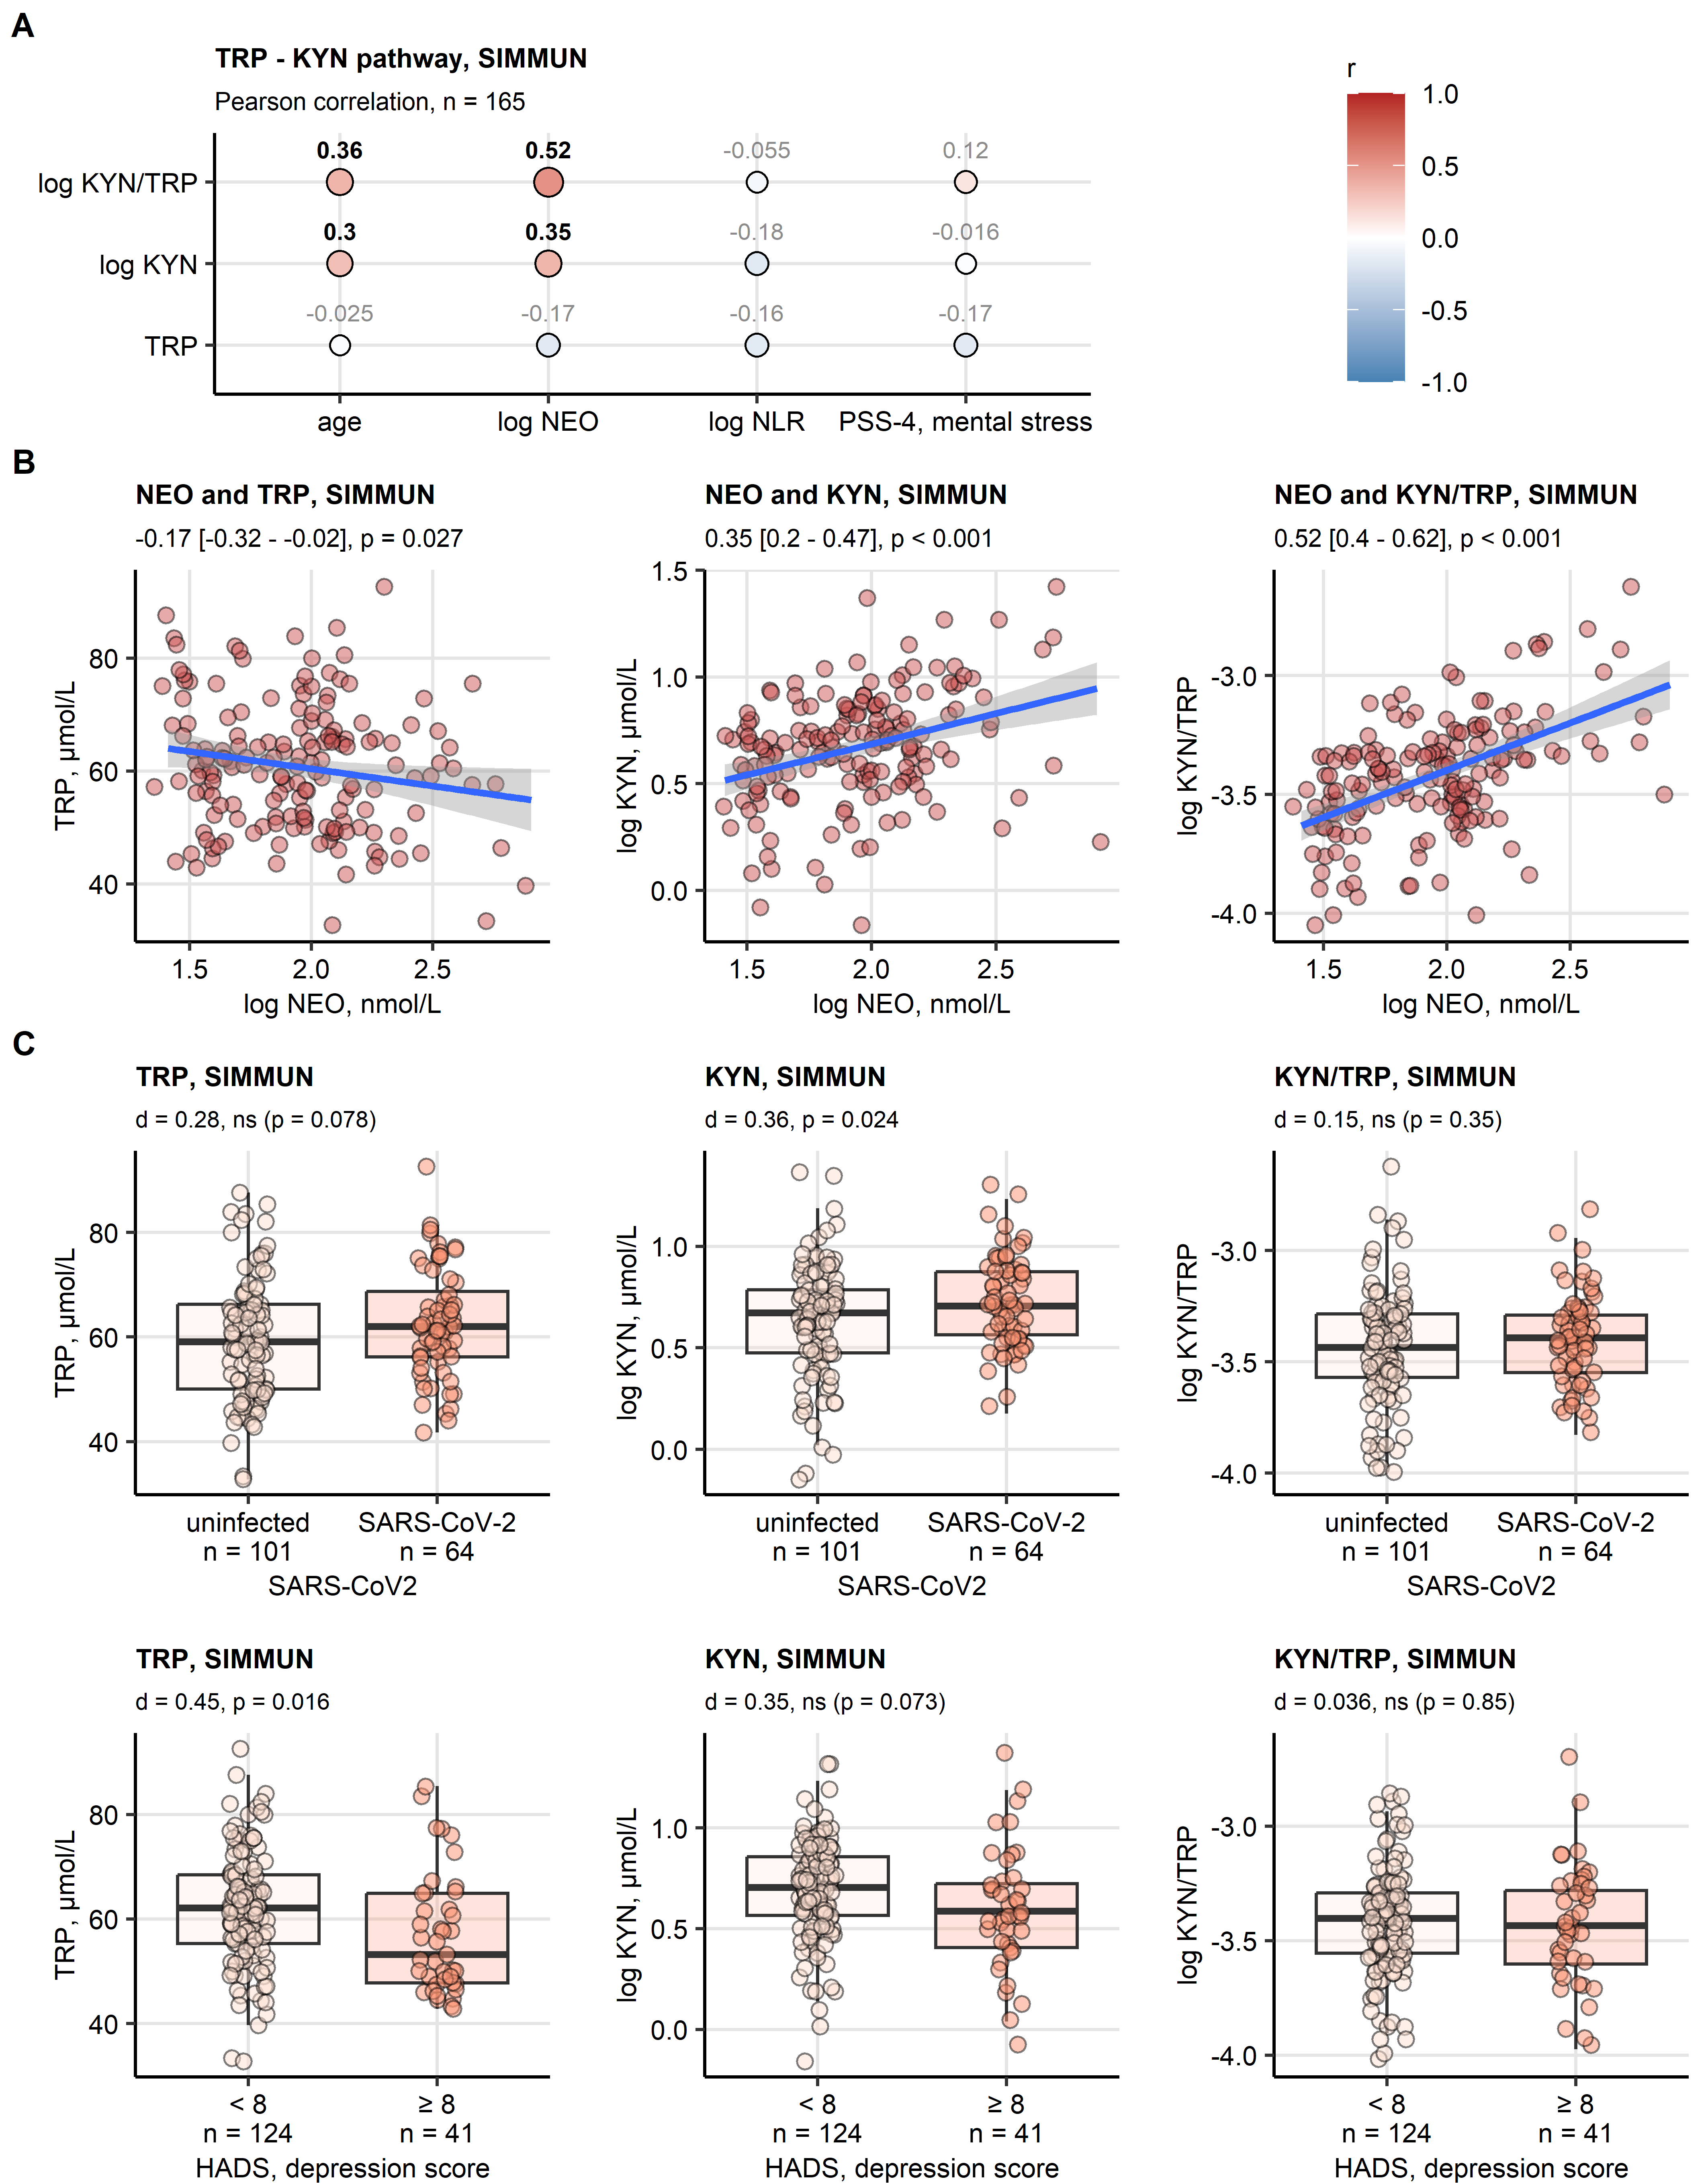 A
TRP - KYN pathway, SIMMUN
Pearson correlation, n = 165
0.36 0.52 -0.055 0.12
log KYN/TRP
0.3 0.35 -0.18 -0.016
log KYN
-0.025 -0.17 -0.16 -0.17
TRP
age log NEO log NLR PSS-4, mental stress
r
1.0
0.5
0.0
-0.5
-1.0
B
NEO and TRP, SIMMUN
-0.17 [-0.32 - -0.02], p = 0.027
TRP, µmol/L
80
60
40
1.5 2.0 2.5
log NEO, nmol/L
NEO and KYN, SIMMUN
0.35 [0.2 - 0.47], p < 0.001
log KYN, µmol/L
1.5
1.0
0.5
0.0
1.5 2.0 2.5
log NEO, nmol/L
NEO and KYN/TRP, SIMMUN
0.52 [0.4 - 0.62], p < 0.001
log KYN/TRP
-3.0
-3.5
-4.0
1.5 2.0 2.5
log NEO, nmol/L
C
TRP, SIMMUN
d = 0.28, ns (p = 0.078)
TRP, µmol/L
80
60
40
uninfected SARS-CoV-2
n = 101 n = 64
SARS-CoV2
KYN, SIMMUN
d = 0.36, p = 0.024
log KYN, µmol/L
1.0
0.5
0.0
uninfected SARS-CoV-2
n = 101 n = 64
SARS-CoV2
KYN/TRP, SIMMUN
d = 0.15, ns (p = 0.35)
log KYN/TRP
-3.0
-3.5
-4.0
uninfected SARS-CoV-2
n = 101 n = 64
SARS-CoV2
TRP, SIMMUN
d = 0.45, p = 0.016
TRP, µmol/L
80
60
40
< 8 ≥ 8
n = 124 n = 41
HADS, depression score
KYN, SIMMUN
d = 0.35, ns (p = 0.073)
log KYN, µmol/L
1.0
0.5
0.0
< 8 ≥ 8
n = 124 n = 41
HADS, depression score
KYN/TRP, SIMMUN
d = 0.036, ns (p = 0.85)
log KYN/TRP
-3.0
-3.5
-4.0
< 8 ≥ 8
n = 124 n = 41
HADS, depression score